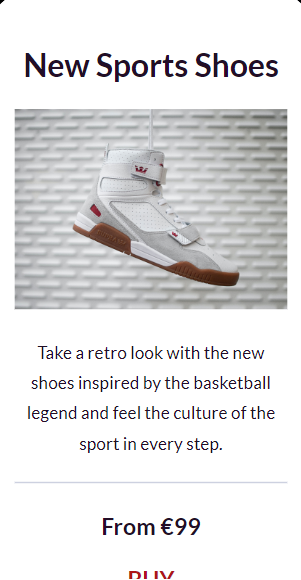 New Sports Shoes
Take a retro look with the new
shoes inspired by the basketball
legend and feel the culture of the
sport in every step.
From €99
BUY